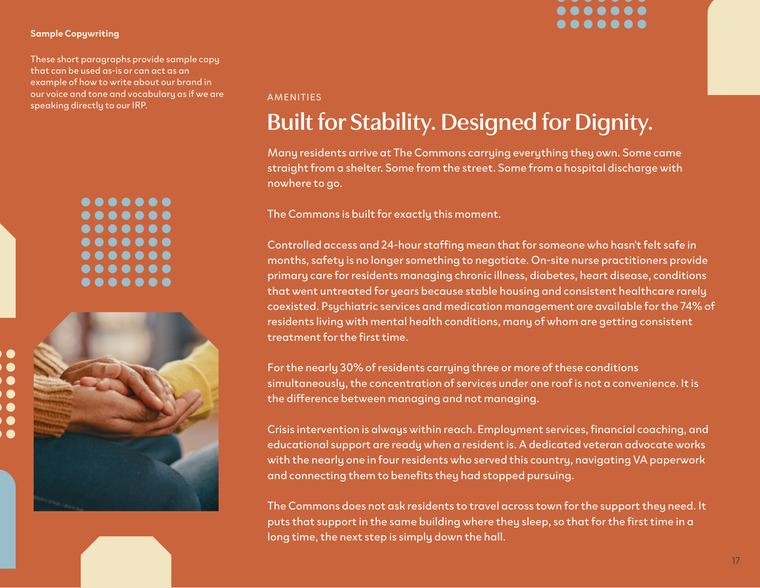 Sample Copywriting
These short paragraphs provide sample copy
that can be used as-is or can act as an
example of how to write about our brand in
our voice and tone and vocabulary as if we are
speaking directly to our IRP.
AMENITIES
Built for Stability. Designed for Dignity.
Many residents arrive at The Commons carrying everything they own. Some came
straight from a shelter. Some from the street. Some from a hospital discharge with
nowhere to go.
The Commons is built for exactly this moment.
Controlled access and 24-hour staffing mean that for someone who hasn't felt safe in
months, safety is no longer something to negotiate. On-site nurse practitioners provide
primary care for residents managing chronic illness, diabetes, heart disease, conditions
that went untreated for years because stable housing and consistent healthcare rarely
coexisted. Psychiatric services and medication management are available for the 74% of
residents living with mental health conditions, many of whom are getting consistent
treatment for the first time.
For the nearly 30% of residents carrying three or more of these conditions
simultaneously, the concentration of services under one roof is not a convenience. It is
the difference between managing and not managing.
Crisis intervention is always within reach. Employment services, financial coaching, and
educational support are ready when a resident is. A dedicated veteran advocate works
with the nearly one in four residents who served this country, navigating VA paperwork
and connecting them to benefits they had stopped pursuing.
The Commons does not ask residents to travel across town for the support they need. It
puts that support in the same building where they sleep, so that for the first time in a
long time, the next step is simply down the hall.
17